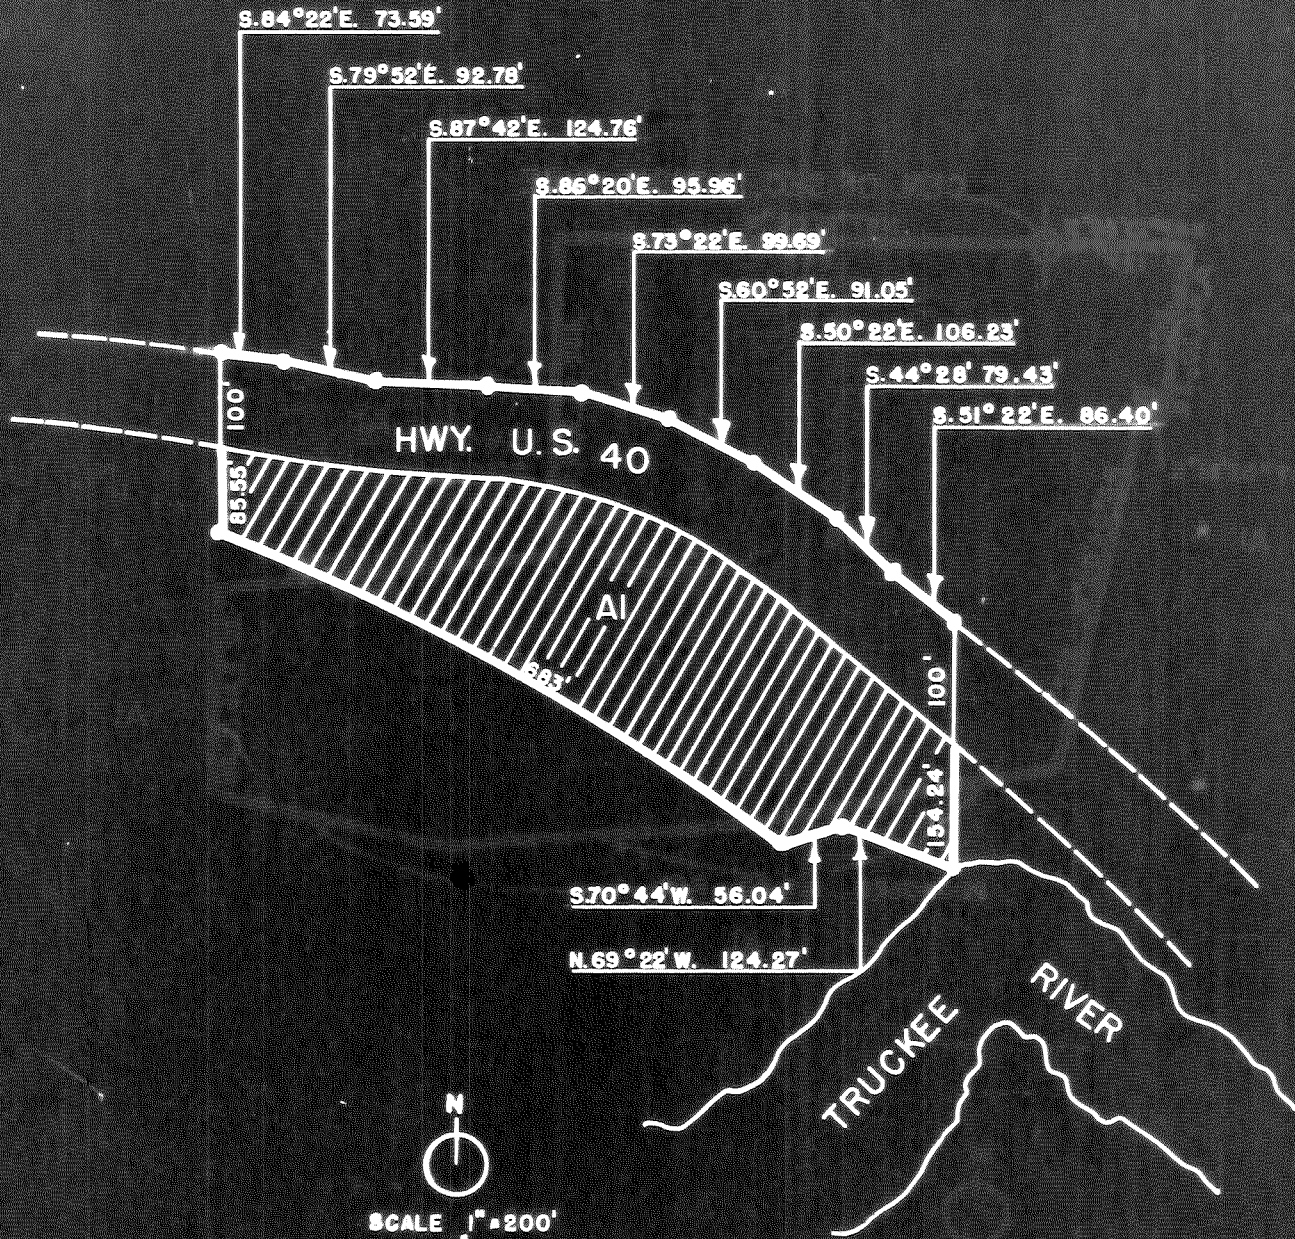 S.84°22'E. 73.59'
S.79°52'E. 92.78'
S.87°42'E. 124.76'
S.86°20'E. 95.96'
S.73°22'E. 99.69'
S.60°52'E. 91.05'
S.50°22'E. 106.23'
S.44°28' 79.43'
S.51°22'E. 86.40'
100'
HWY. U.S. 40
85.55'
A1
683'
100'
154.24'
S.70°44'W. 56.04'
N.69°22'W. 124.27'
TRUCKEE RIVER
N
SCALE 1"=200'